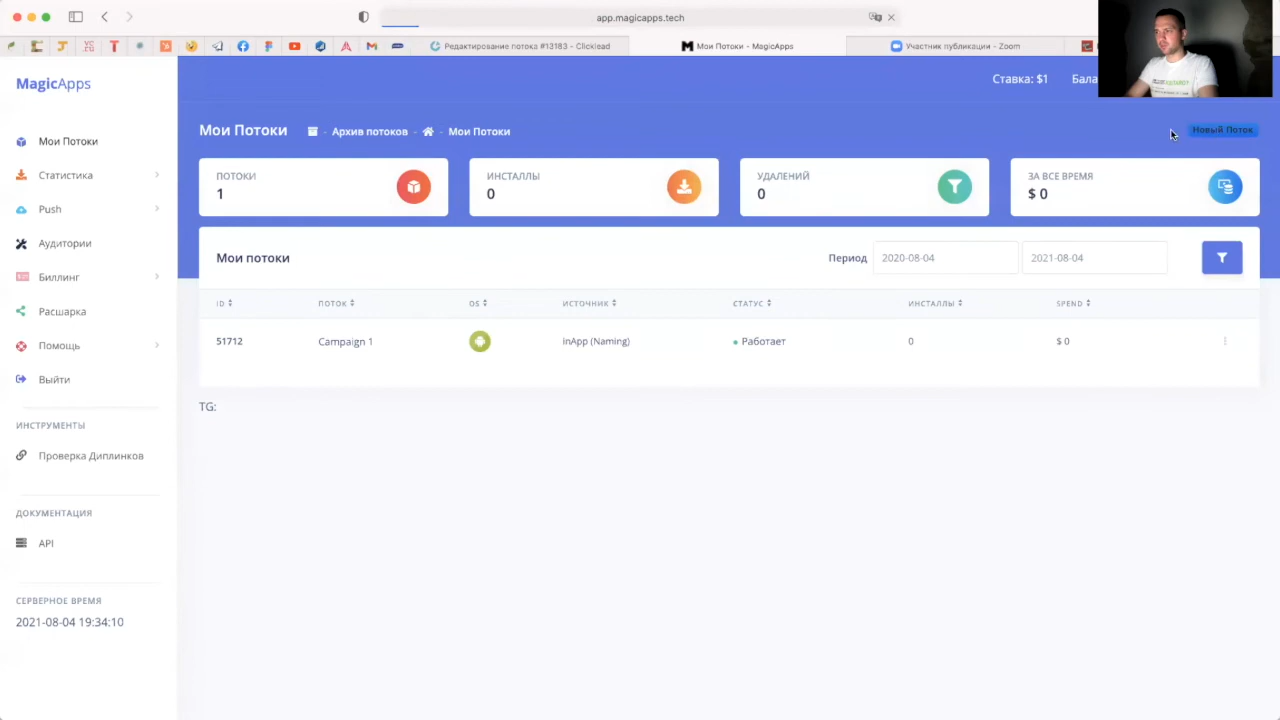 app.magicapps.tech
Редактирование потока #13183 - Clicklead
Мои Потоки - MagicApps
Участник публикации - Zoom
MagicApps
Ставка: $1
Мои Потоки
Статистика
Push
Аудитории
Биллинг
Расшарка
Помощь
Выйти
ИНСТРУМЕНТЫ
Проверка Диплинков
ДОКУМЕНТАЦИЯ
API
СЕРВЕРНОЕ ВРЕМЯ
2021-08-04 19:34:10
Мои Потоки
Архив потоков - Мои Потоки
Новый Поток
ПОТОКИ
1
ИНСТАЛЛЫ
0
УДАЛЕНИЙ
0
ЗА ВСЕ ВРЕМЯ
$ 0
Мои потоки
Период 2020-08-04 2021-08-04
ID ПОТОК OS ИСТОЧНИК СТАТУС ИНСТАЛЛЫ SPEND
51712 Campaign 1 inApp (Naming) Работает 0 $ 0
TG: